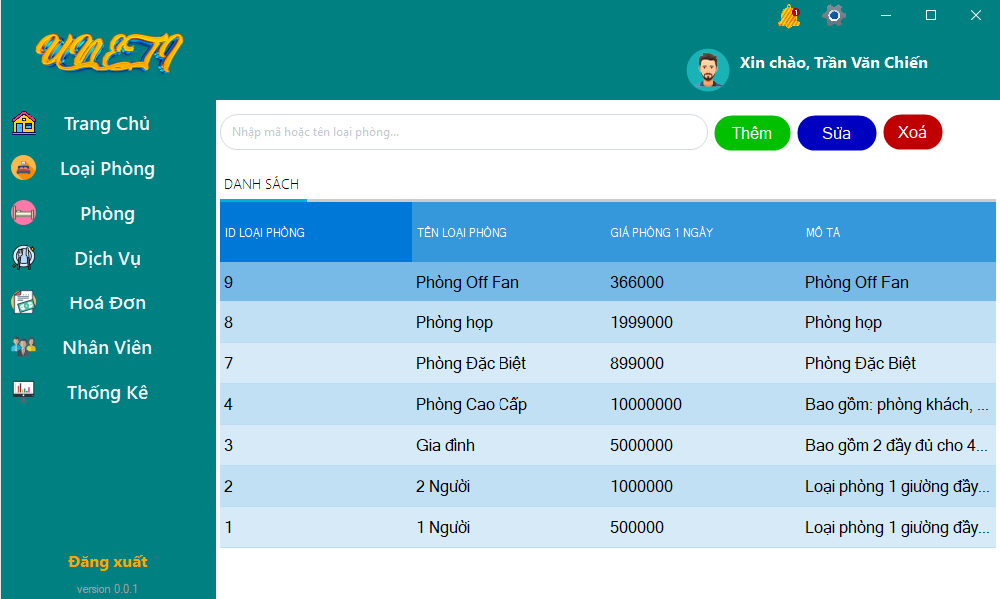 UNETI
1
Xin chào, Trần Văn Chiến
Trang Chủ
Loại Phòng
Phòng
Dịch Vụ
Hoá Đơn
Nhân Viên
Thống Kê
Đăng xuất
version 0.0.1
Nhập mã hoặc tên loại phòng...
Thêm
Sửa
Xoá
DANH SÁCH
ID LOẠI PHÒNG TÊN LOẠI PHÒNG GIÁ PHÒNG 1 NGÀY MÔ TẢ
9 Phòng Off Fan 366000 Phòng Off Fan
8 Phòng họp 1999000 Phòng họp
7 Phòng Đặc Biệt 899000 Phòng Đặc Biệt
4 Phòng Cao Cấp 10000000 Bao gồm: phòng khách, ...
3 Gia đình 5000000 Bao gồm 2 đầy đủ cho 4...
2 2 Người 1000000 Loại phòng 1 giường đầy...
1 1 Người 500000 Loại phòng 1 giường đầy...